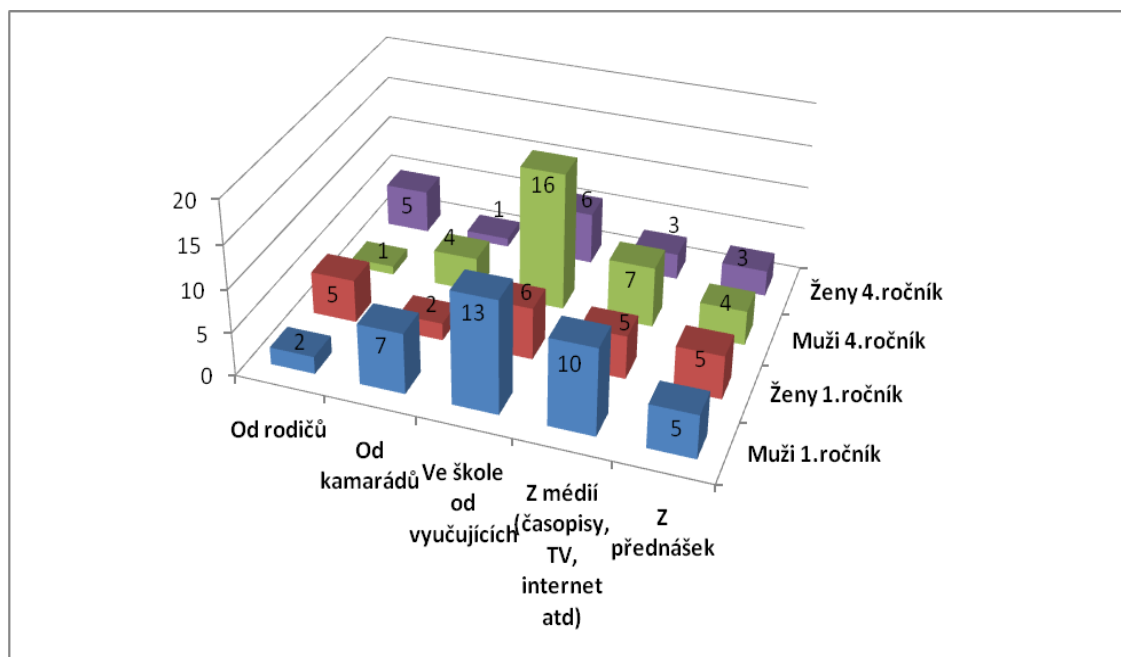 20
15
10
5
0
5
1
6
3
3
1
4
16
7
4
5
2
6
5
5
2
7
13
10
5
Od rodičů
Od
kamarádů
Ve škole
od
vyučujících
Z médií
(časopisy,
TV,
internet
atd)
Z
přednášek
Ženy 4.ročník
Muži 4.ročník
Ženy 1.ročník
Muži 1.ročník